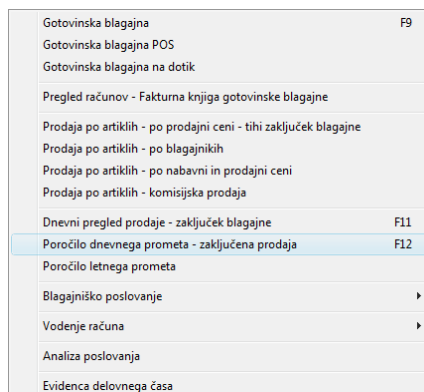 Gotovinska blagajna F9
Gotovinska blagajna POS
Gotovinska blagajna na dotik
Pregled računov - Fakturna knjiga gotovinske blagajne
Prodaja po artiklih - po prodajni ceni - tihi zaključek blagajne
Prodaja po artiklih - po blagajnikih
Prodaja po artiklih - po nabavni in prodajni ceni
Prodaja po artiklih - komisijska prodaja
Dnevni pregled prodaje - zaključek blagajne F11
Poročilo dnevnega prometa - zaključena prodaja F12
Poročilo letnega prometa
Blagajniško poslovanje
Vodenje računa
Analiza poslovanja
Evidenca delovnega časa